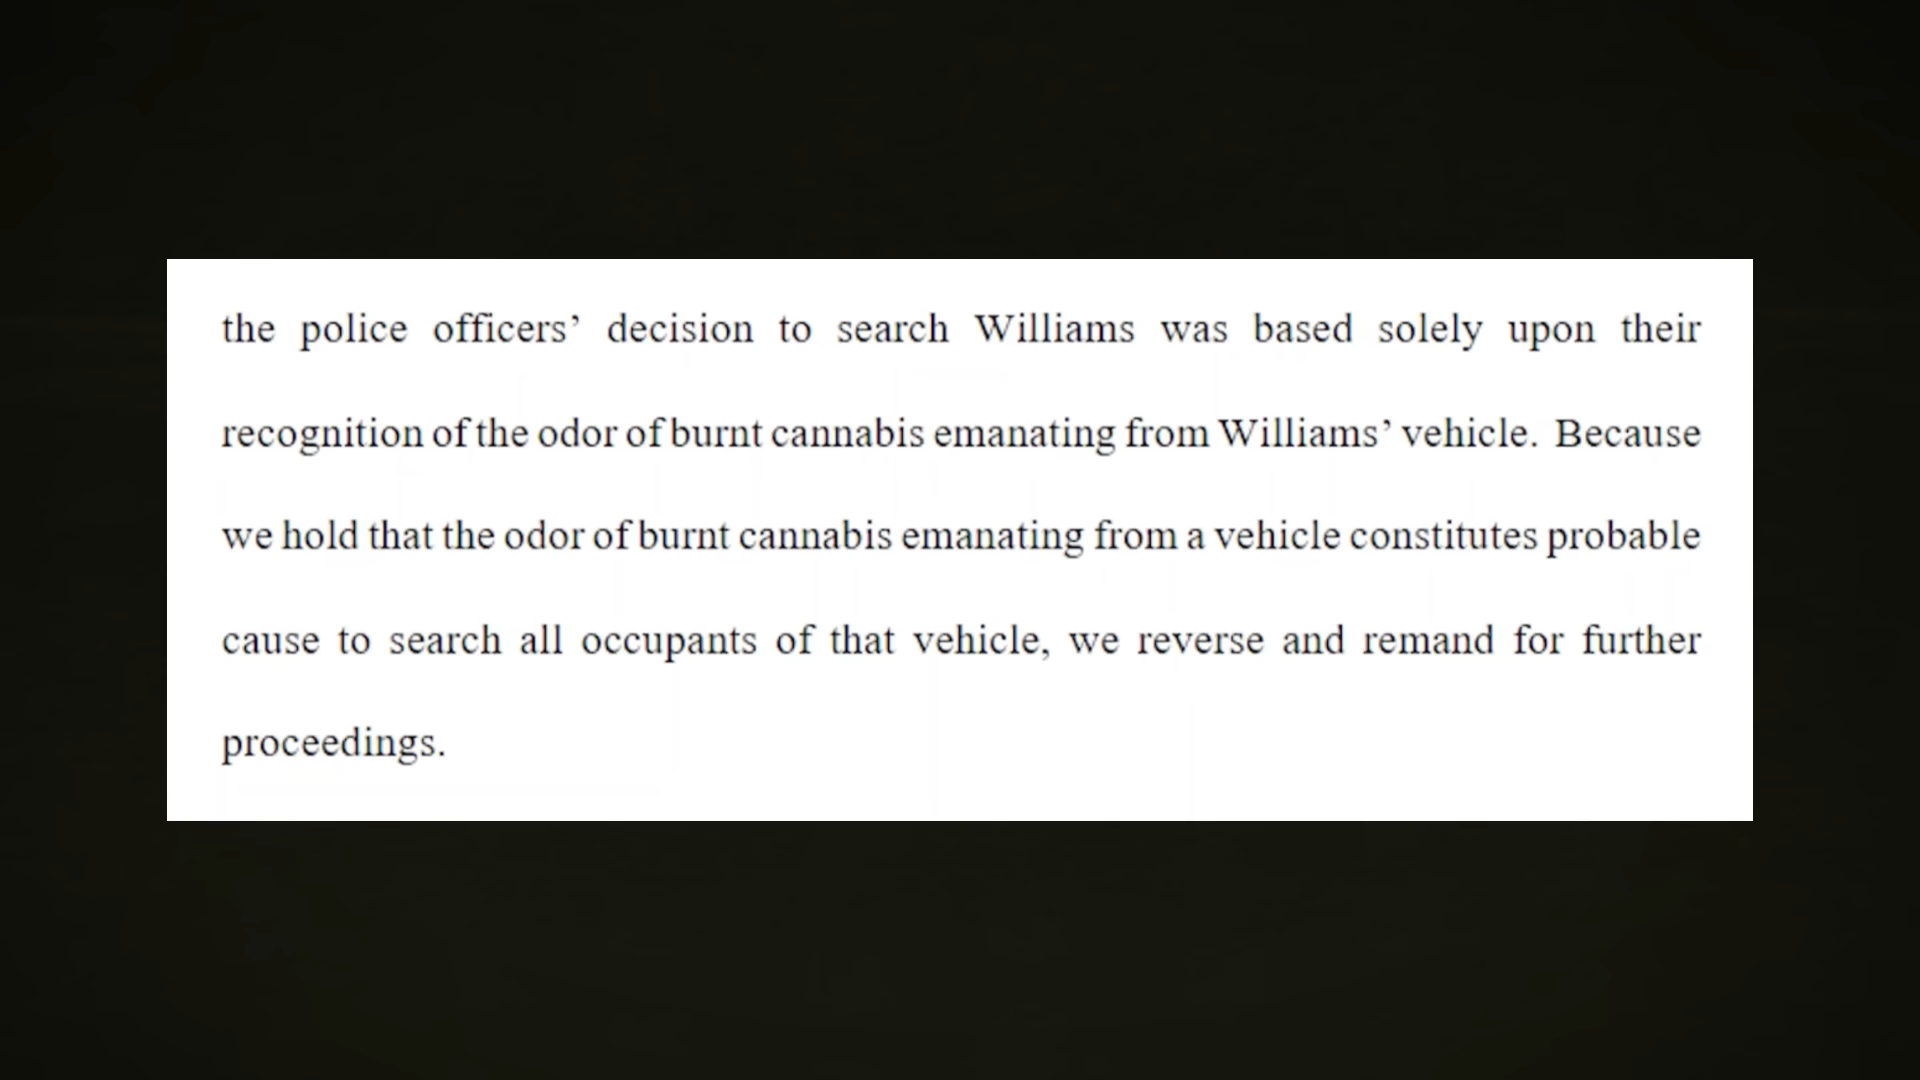 the police officers’ decision to search Williams was based solely upon their
recognition of the odor of burnt cannabis emanating from Williams’ vehicle. Because
we hold that the odor of burnt cannabis emanating from a vehicle constitutes probable
cause to search all occupants of that vehicle, we reverse and remand for further
proceedings.